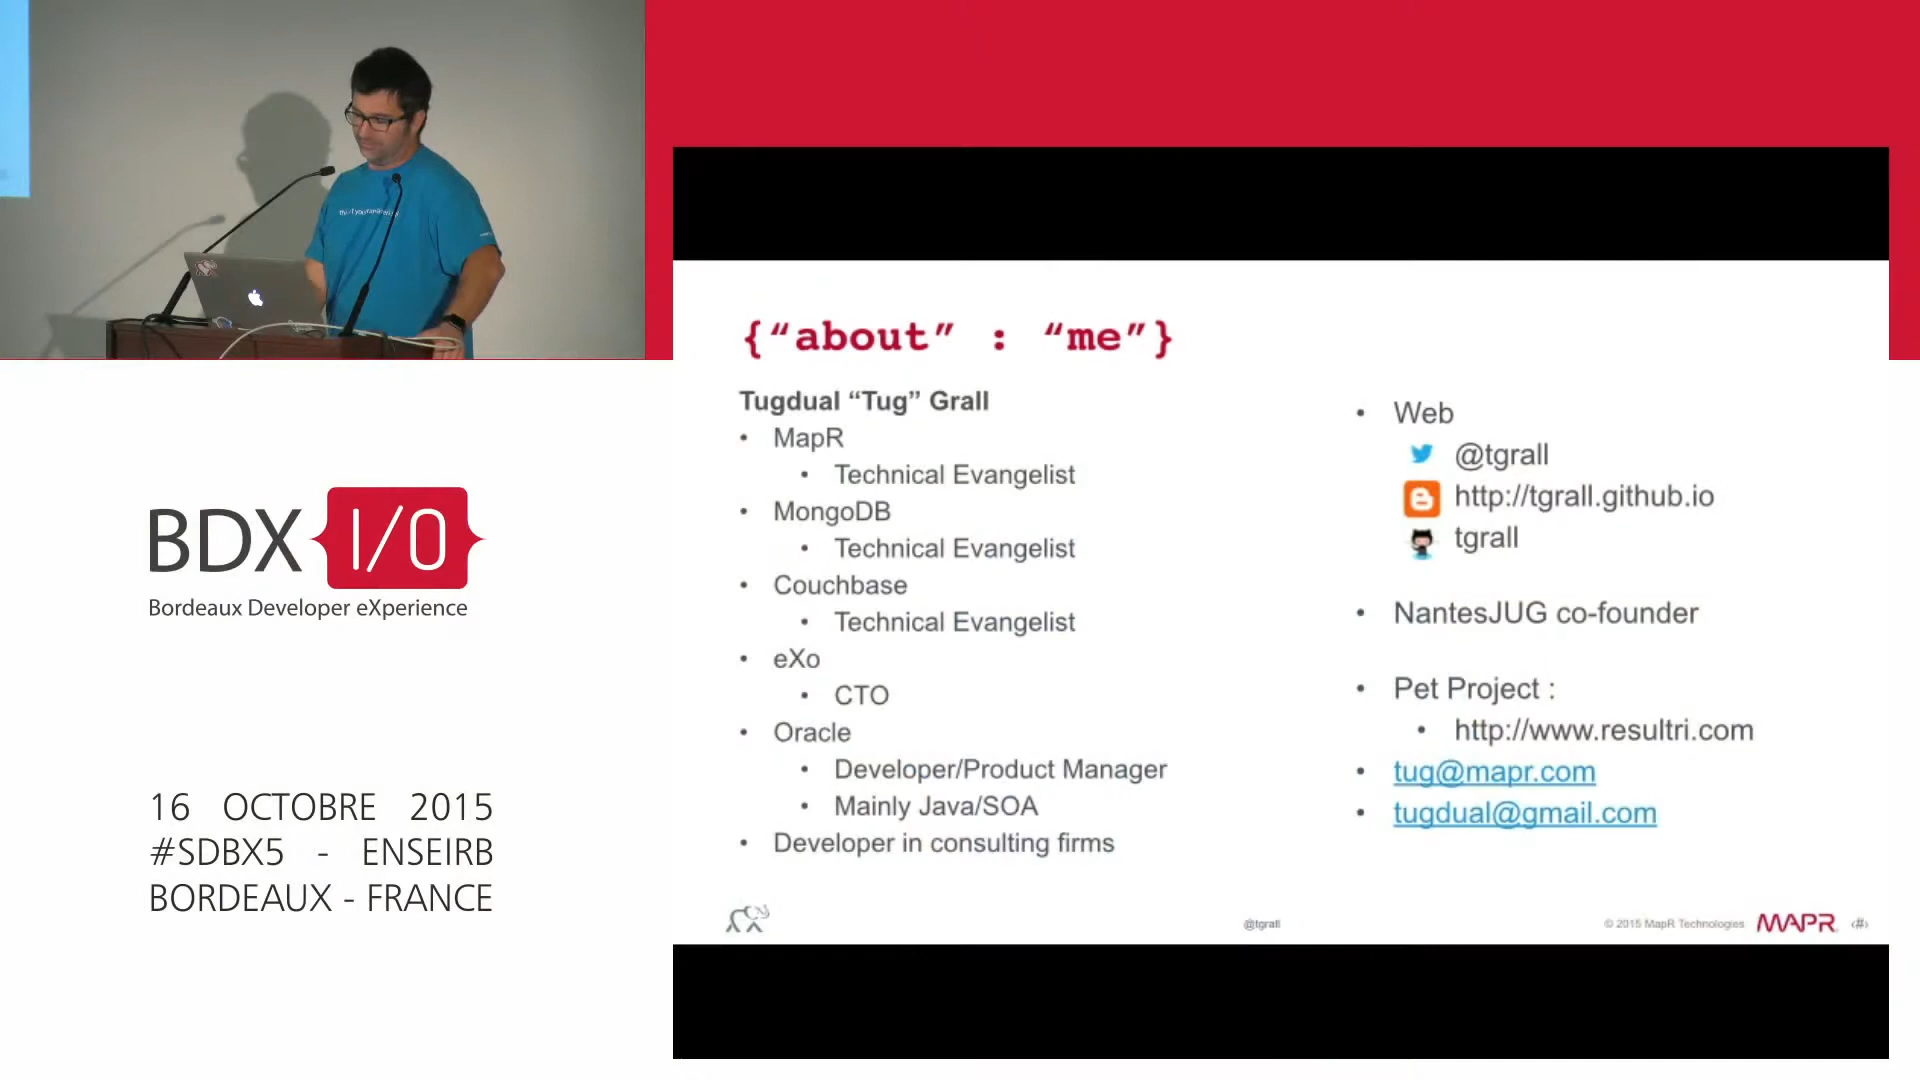 BDX I/O
Bordeaux Developer eXperience
16 OCTOBRE 2015
#SDBX5 - ENSEIRB
BORDEAUX - FRANCE
{“about” : “me”}
Tugdual “Tug” Grall
• MapR
• Technical Evangelist
• MongoDB
• Technical Evangelist
• Couchbase
• Technical Evangelist
• eXo
• CTO
• Oracle
• Developer/Product Manager
• Mainly Java/SOA
• Developer in consulting firms
• Web
@tgrall
http://tgrall.github.io
tgrall
• NantesJUG co-founder
• Pet Project :
• http://www.resultri.com
• tug@mapr.com
• tugdual@gmail.com
@tgrall
© 2015 MapR Technologies MAPR ‹#›